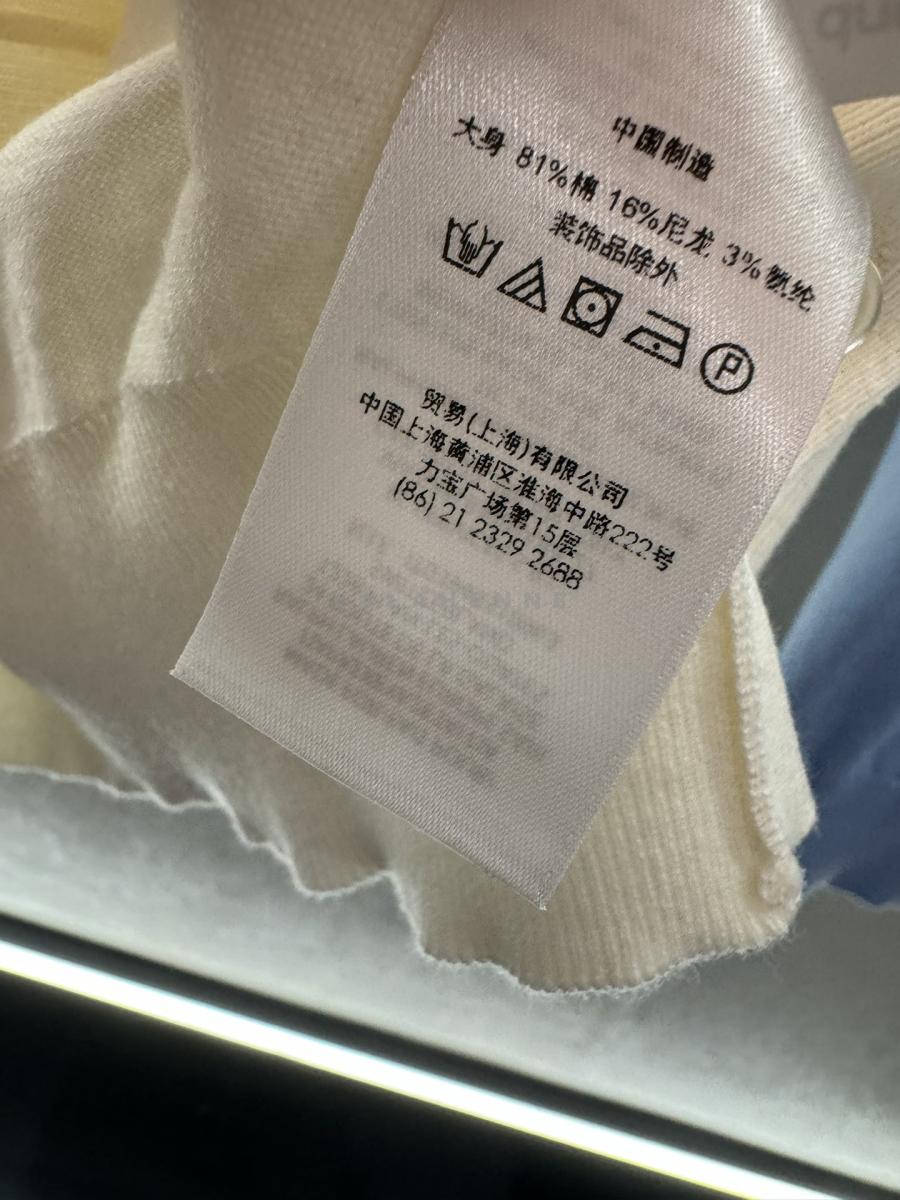 中国制造
大身 81%棉 16%尼龙 3%氨纶
装饰品除外
P
贸易(上海)有限公司
中国上海黄浦区淮海中路222号
力宝广场第15层
(86) 21 2329 2688